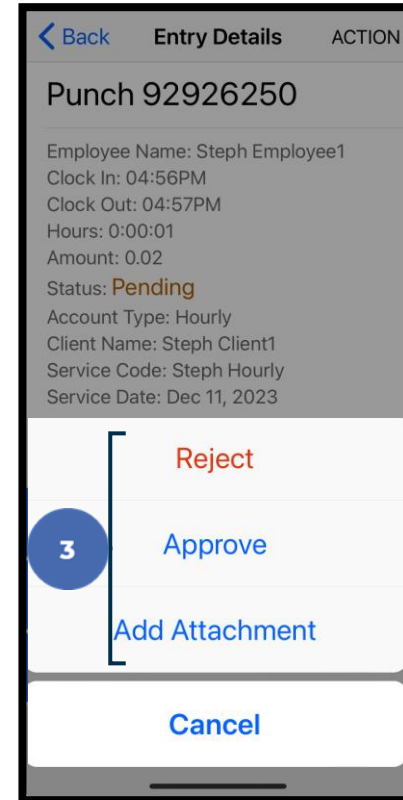 Back Entry Details ACTION
Punch 92926250
Employee Name: Steph Employee1
Clock In: 04:56PM
Clock Out: 04:57PM
Hours: 0:00:01
Amount: 0.02
Status: Pending
Account Type: Hourly
Client Name: Steph Client1
Service Code: Steph Hourly
Service Date: Dec 11, 2023
Reject
3 Approve
Add Attachment
Cancel